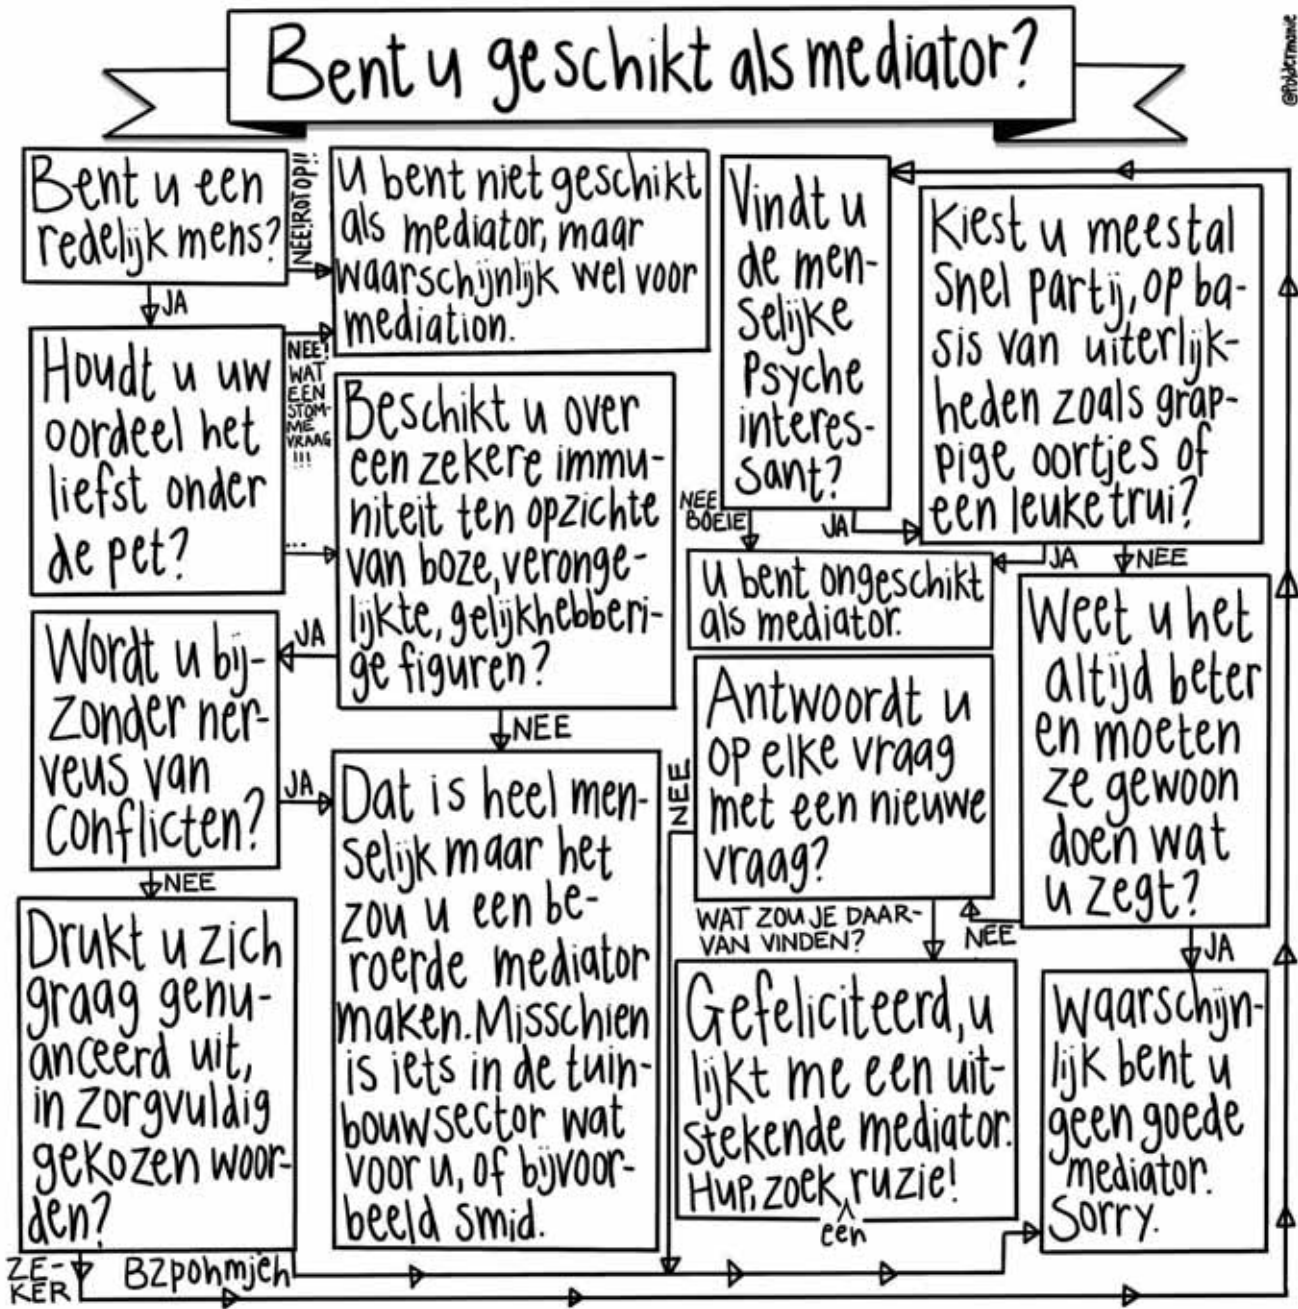 Bent u geschikt als mediator?
@Poldermanie
Bent u een
redelijk mens?
NEE! ROT OP!!
JA
U bent niet geschikt
als mediator, maar
waarschijnlijk wel voor
mediation.
Houdt u uw
oordeel het
liefst onder
de pet?
NEE!
WAT
EEN
STOM-
ME
VRAAG
!!!
...
Beschikt u over
een zekere immu-
niteit ten opzichte
van boze, veronge-
lijkte, gelijkhebberi-
ge figuren?
JA
NEE
Wordt u bij-
zonder ner-
veus van
conflicten?
JA
NEE
Dat is heel men-
selijk maar het
zou u een be-
roerde mediator
maken. Misschien
is iets in de tuin-
bouwsector wat
voor u, of bijvoor-
beeld smid.
Drukt u zich
graag genu-
anceerd uit,
in zorgvuldig
gekozen woor-
den?
ZE-
KER
Bzpohmjeh
Vindt u
de men-
selijke
psyche
interes-
sant?
NEE
BOEIE
JA
Kiest u meestal
snel partij, op ba-
sis van uiterlijk-
heden zoals grap-
pige oortjes of
een leuke trui?
JA
NEE
U bent ongeschikt
als mediator.
Weet u het
altijd beter
en moeten
ze gewoon
doen wat
u zegt?
NEE
JA
Antwoordt u
op elke vraag
met een nieuwe
vraag?
NEE
WAT ZOU JE DAAR-
VAN VINDEN?
Gefeliciteerd, u
lijkt me een uit-
stekende mediator.
Hup, zoek ruzie!
een
Waarschijn-
lijk bent u
geen goede
mediator.
Sorry.